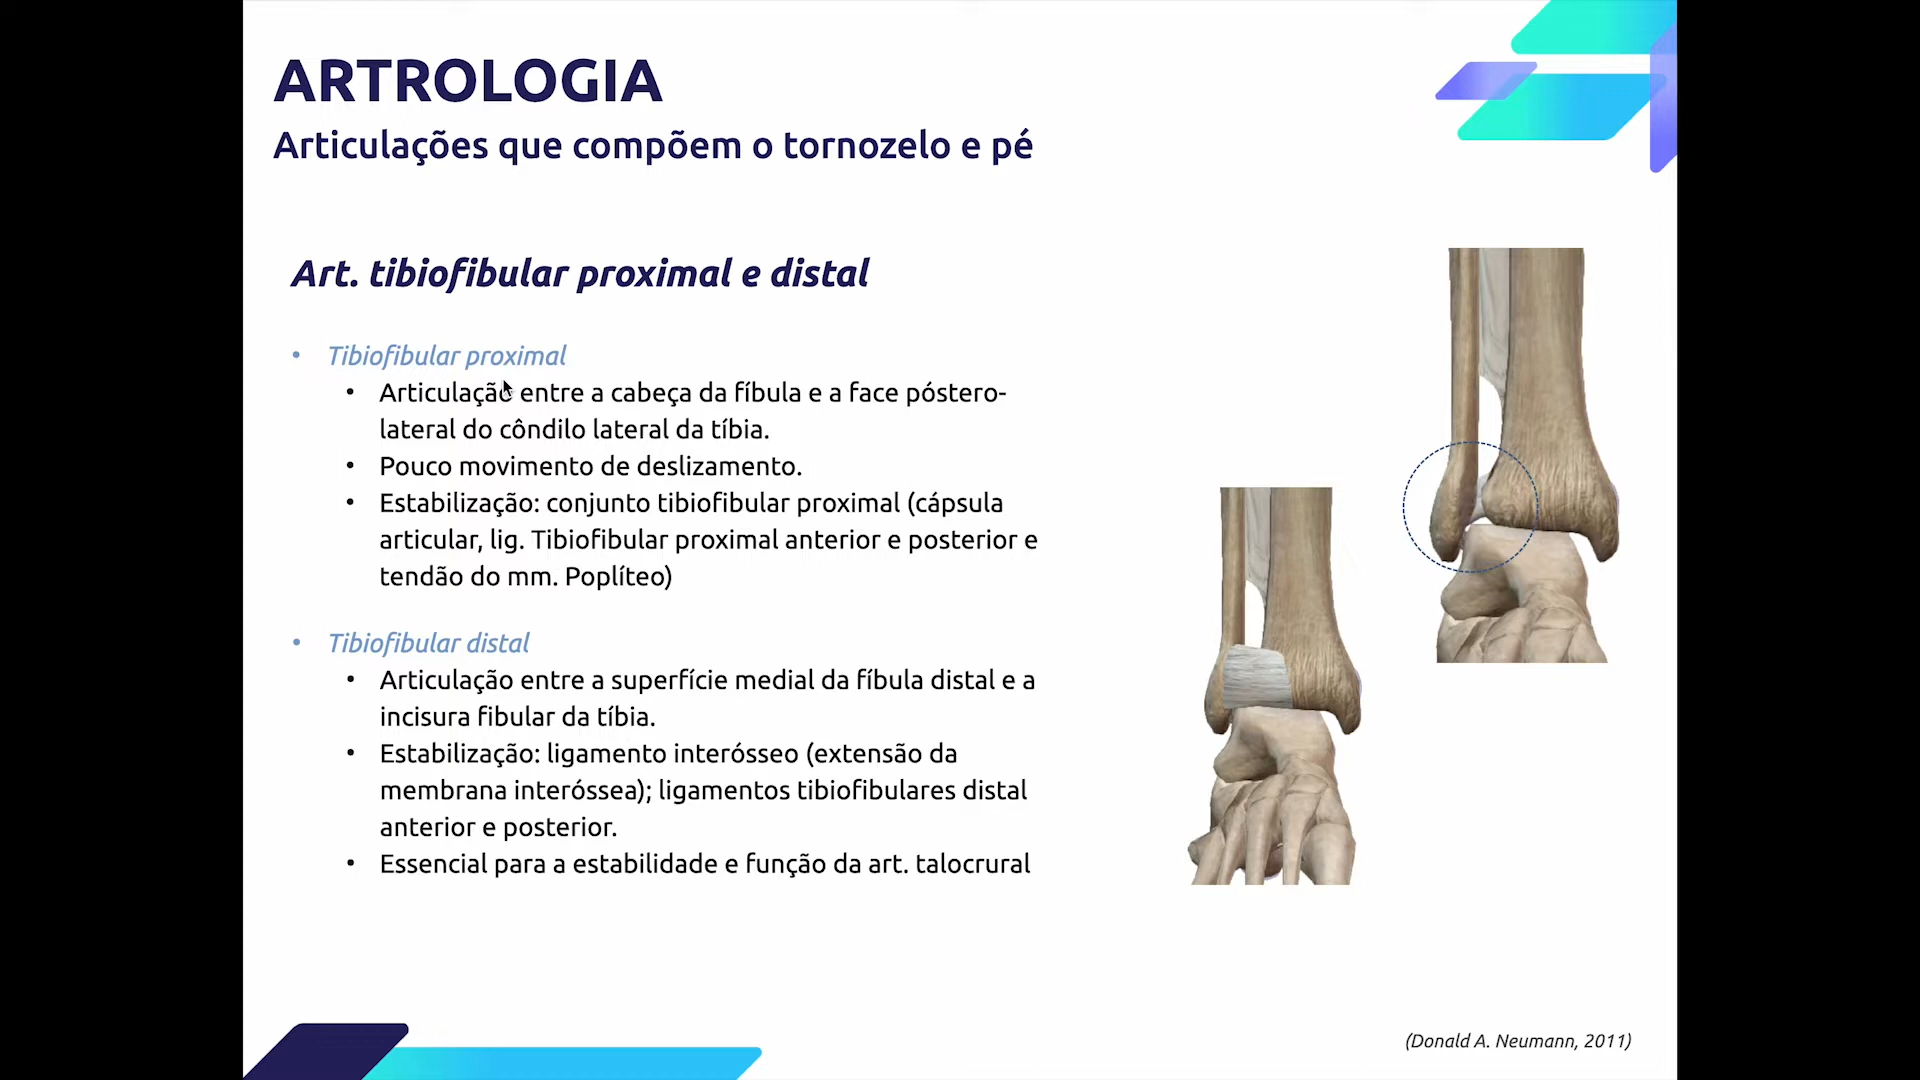 ARTROLOGIA
Articulações que compõem o tornozelo e pé
Art. tibiofibular proximal e distal
• Tibiofibular proximal
• Articulação entre a cabeça da fíbula e a face póstero-
lateral do côndilo lateral da tíbia.
• Pouco movimento de deslizamento.
• Estabilização: conjunto tibiofibular proximal (cápsula
articular, lig. Tibiofibular proximal anterior e posterior e
tendão do mm. Poplíteo)
• Tibiofibular distal
• Articulação entre a superfície medial da fíbula distal e a
incisura fibular da tíbia.
• Estabilização: ligamento interósseo (extensão da
membrana interóssea); ligamentos tibiofibulares distal
anterior e posterior.
• Essencial para a estabilidade e função da art. talocrural
(Donald A. Neumann, 2011)